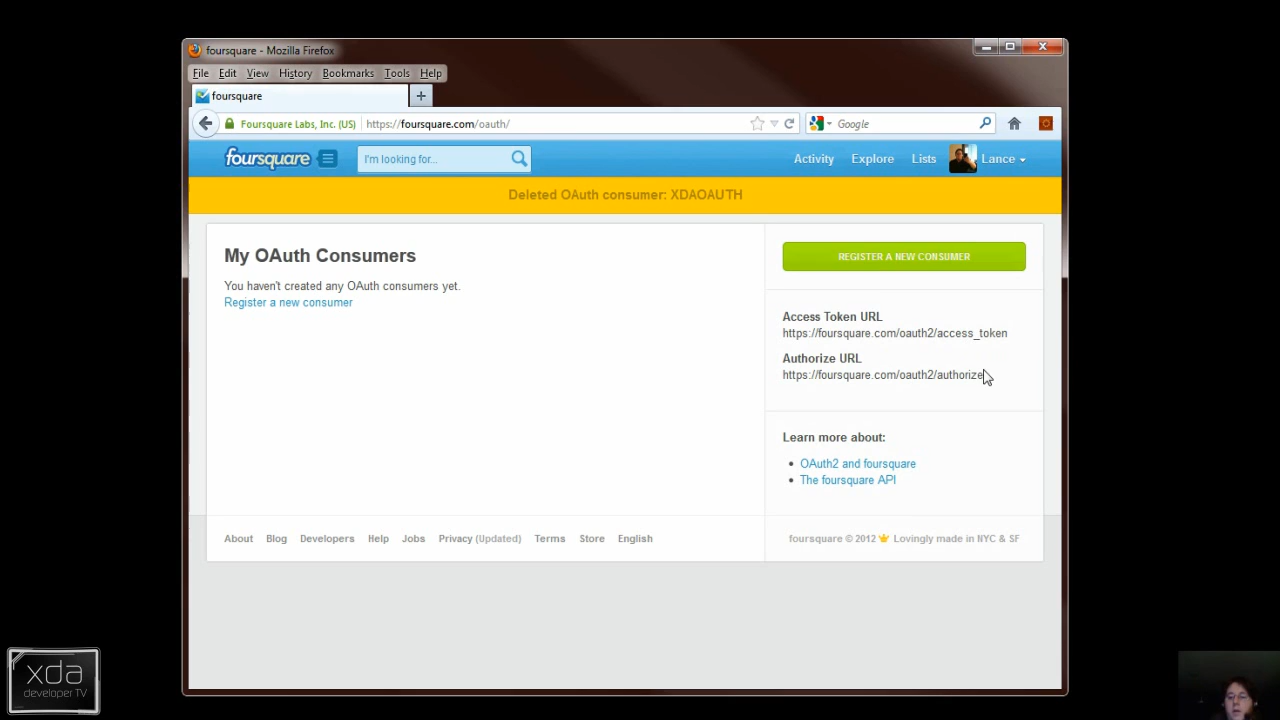 foursquare - Mozilla Firefox
File Edit View History Bookmarks Tools Help
foursquare +
Foursquare Labs, Inc. (US) https://foursquare.com/oauth/ Google
foursquare I'm looking for... Activity Explore Lists Lance
Deleted OAuth consumer: XDAOAUTH
My OAuth Consumers
You haven't created any OAuth consumers yet.
Register a new consumer
REGISTER A NEW CONSUMER
Access Token URL
https://foursquare.com/oauth2/access_token
Authorize URL
https://foursquare.com/oauth2/authorize
Learn more about:
• OAuth2 and foursquare
• The foursquare API
About Blog Developers Help Jobs Privacy (Updated) Terms Store English
foursquare © 2012 Lovingly made in NYC & SF
xda
developer TV